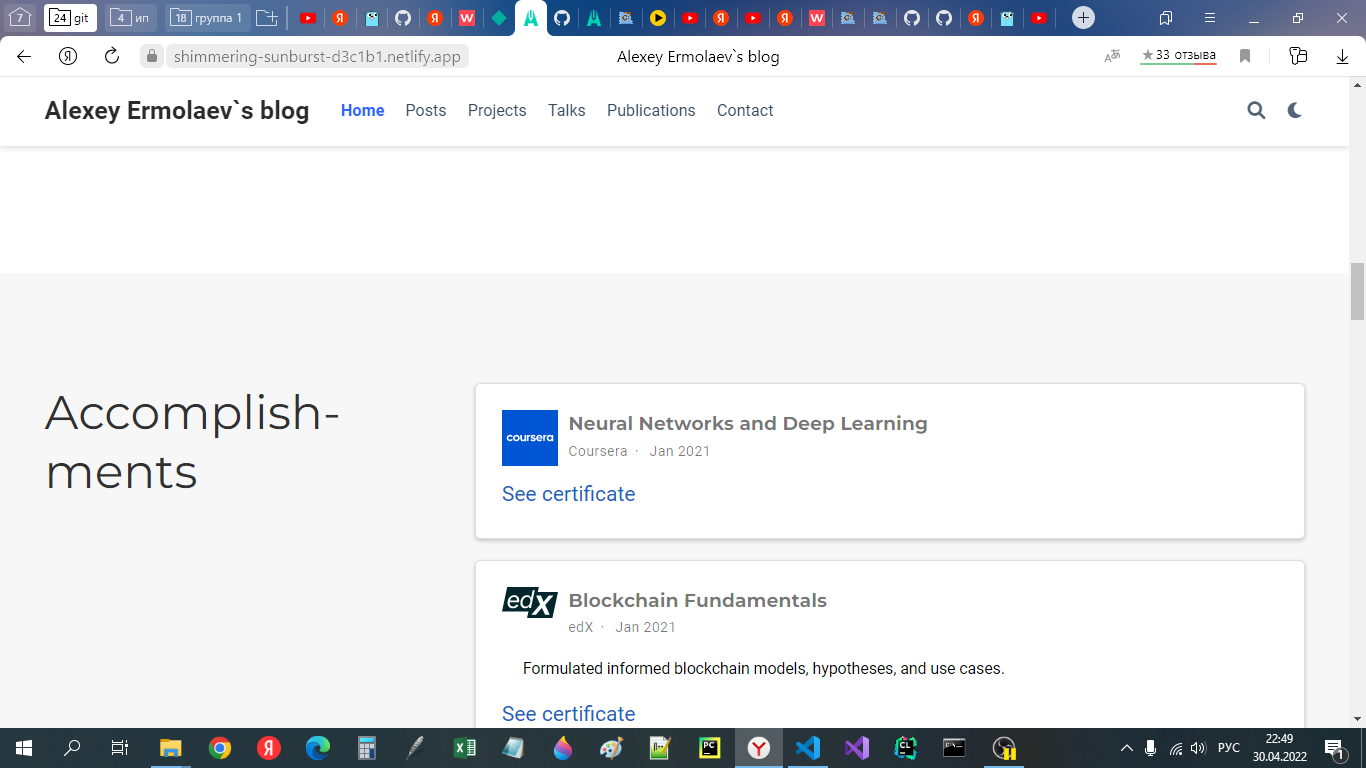 7
24 git
4 ип
18 группа 1
shimmering-sunburst-d3c1b1.netlify.app
Alexey Ermolaev`s blog
★33 отзыва
Alexey Ermolaev`s blog
Home
Posts
Projects
Talks
Publications
Contact
Accomplish-
ments
coursera
Neural Networks and Deep Learning
Coursera · Jan 2021
See certificate
edX
Blockchain Fundamentals
edX · Jan 2021
Formulated informed blockchain models, hypotheses, and use cases.
See certificate
РУС
22:49
30.04.2022
1